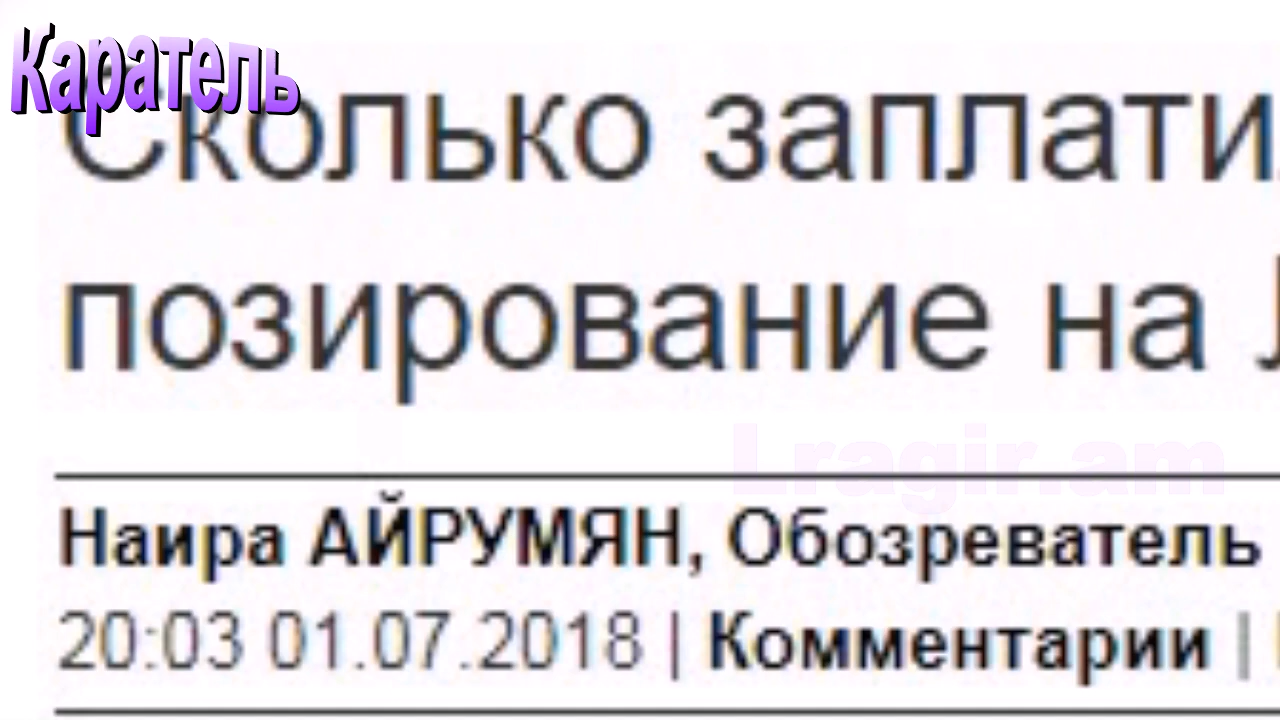 Каратель
Сколько заплати
позирование на
Lragir.am
Наира АЙРУМЯН, Обозреватель
20:03 01.07.2018 | Комментарии |